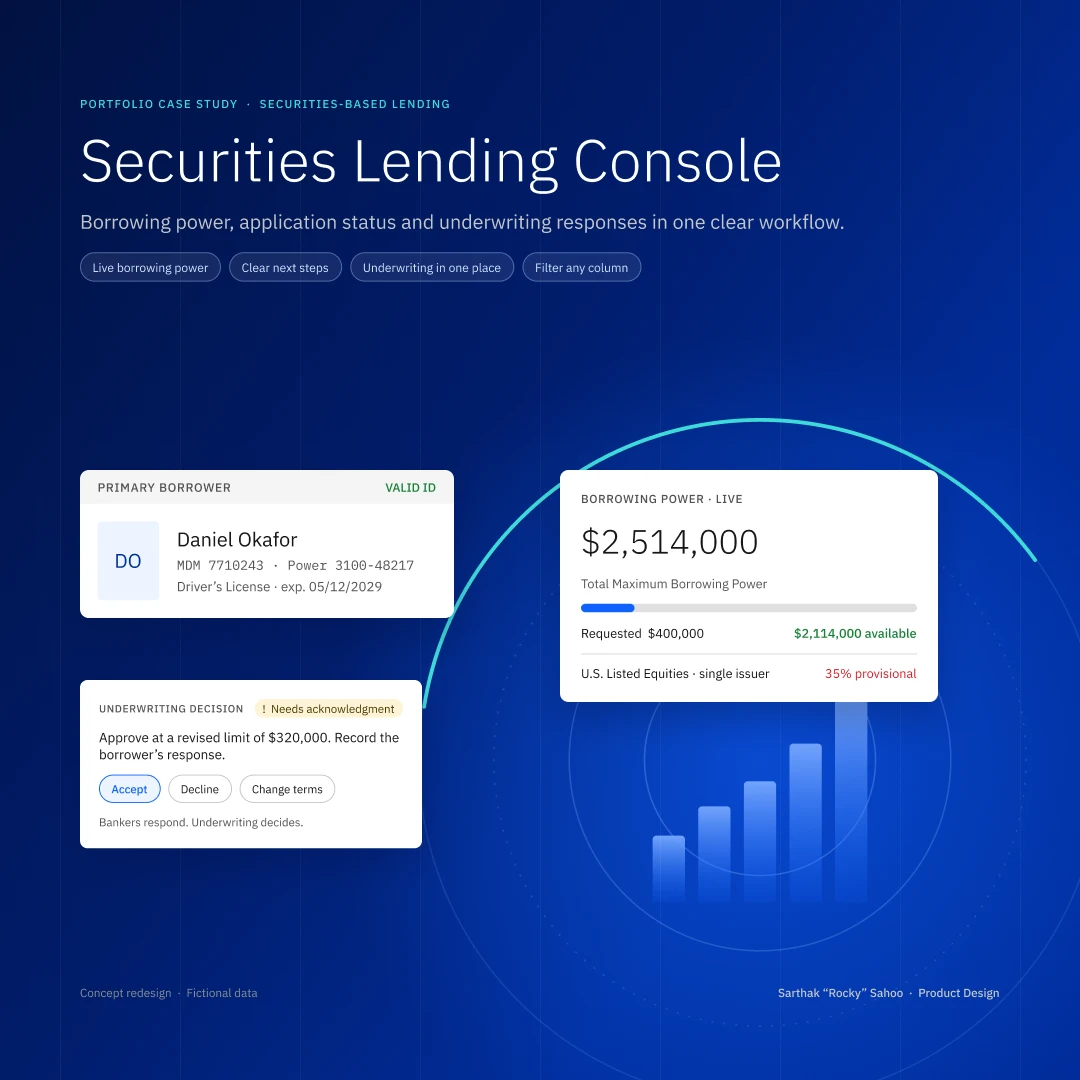 PORTFOLIO CASE STUDY · SECURITIES-BASED LENDING
Securities Lending Console
Borrowing power, application status and underwriting responses in one clear workflow.
Live borrowing power
Clear next steps
Underwriting in one place
Filter any column
PRIMARY BORROWER
VALID ID
DO
Daniel Okafor
MDM 7710243 · Power 3100-48217
Driver’s License · exp. 05/12/2029
BORROWING POWER · LIVE
$2,514,000
Total Maximum Borrowing Power
Requested $400,000
$2,114,000 available
U.S. Listed Equities · single issuer
35% provisional
UNDERWRITING DECISION
! Needs acknowledgment
Approve at a revised limit of $320,000. Record the
borrower’s response.
Accept
Decline
Change terms
Bankers respond. Underwriting decides.
Concept redesign · Fictional data
Sarthak “Rocky” Sahoo · Product Design